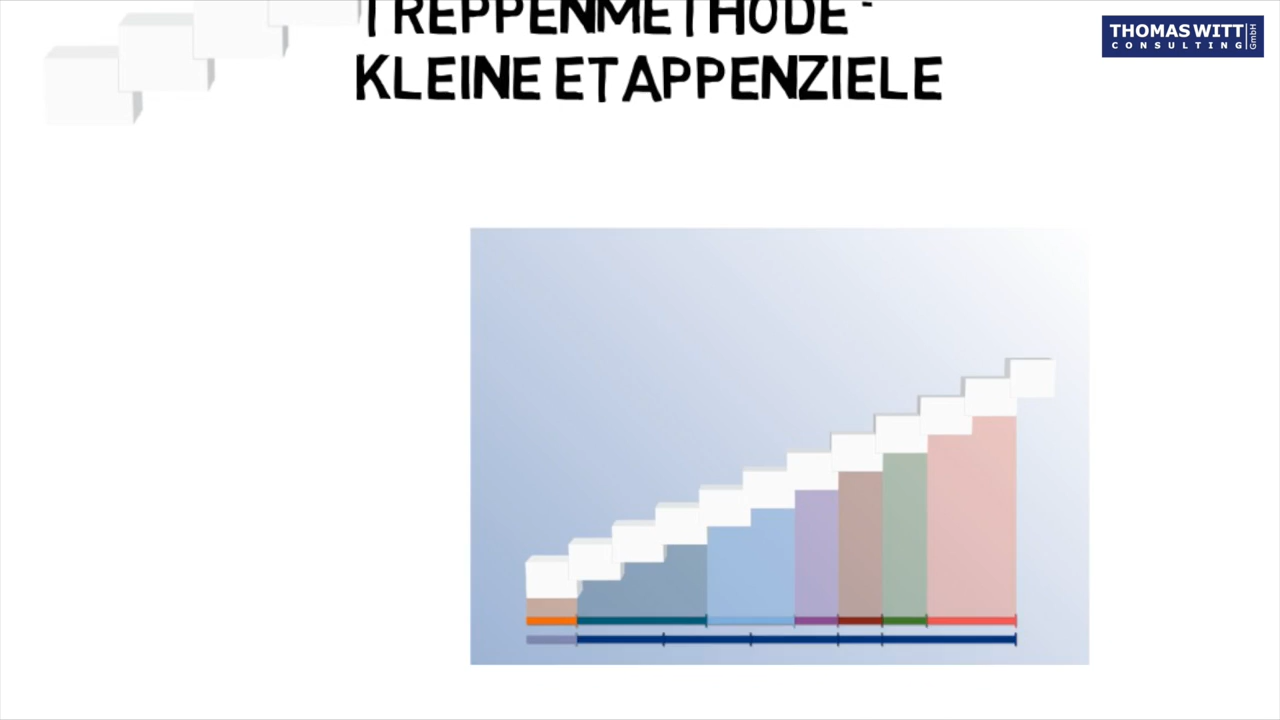 TREPPENMETHODE -
KLEINE ETAPPENZIELE
THOMAS WITT
CONSULTING
GmbH